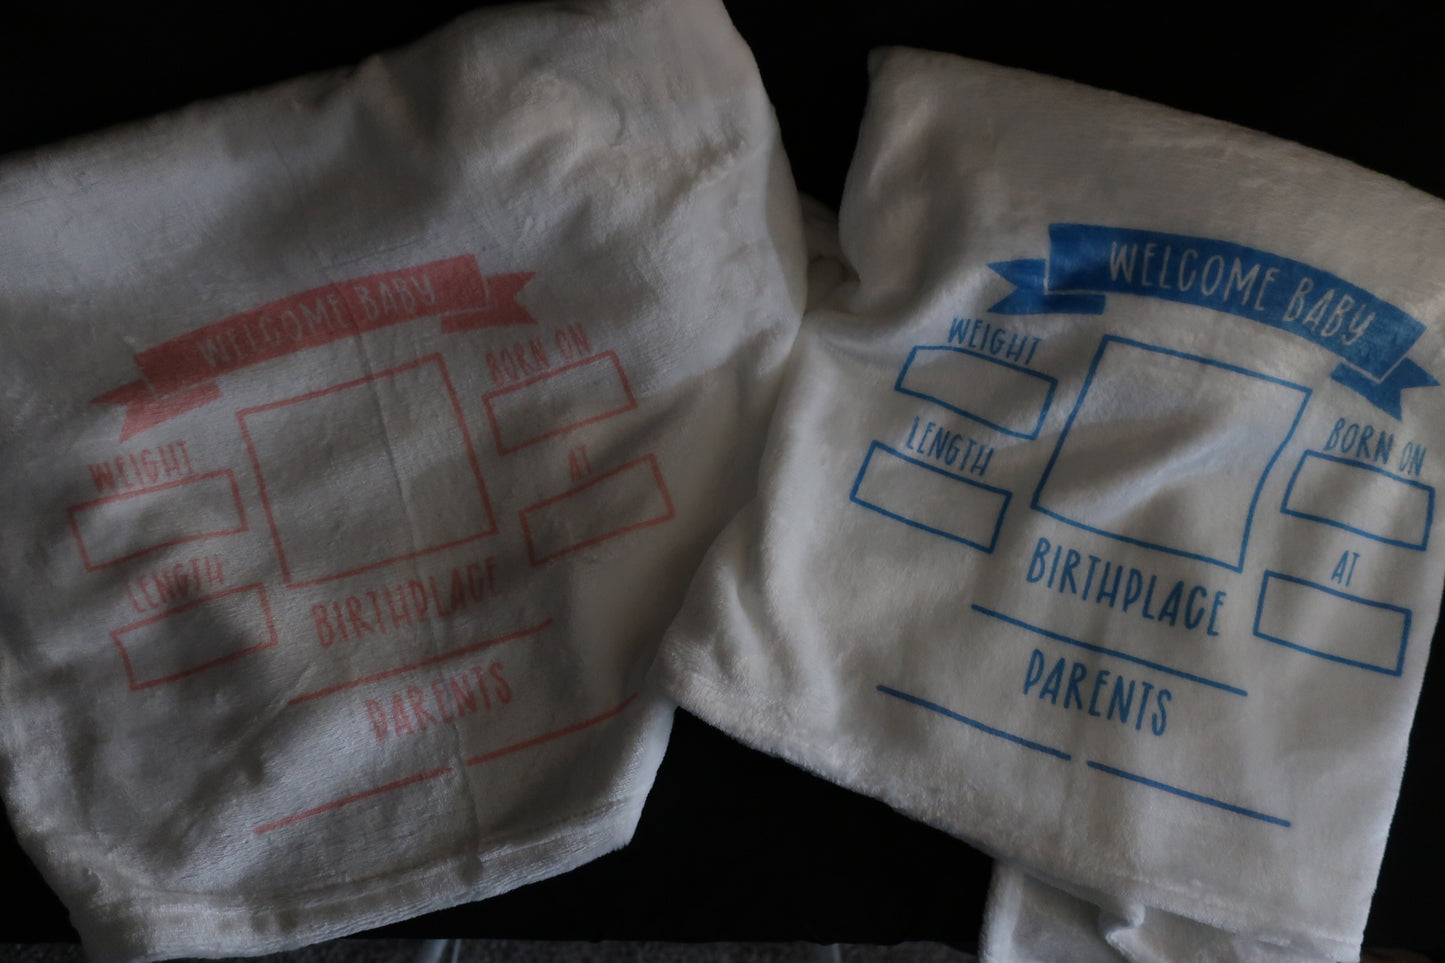 WELCOME BABY
BORN ON
WEIGHT
AT
LENGTH
BIRTHPLACE
PARENTS
WELCOME BABY
WEIGHT
LENGTH
BORN ON
AT
BIRTHPLACE
PARENTS